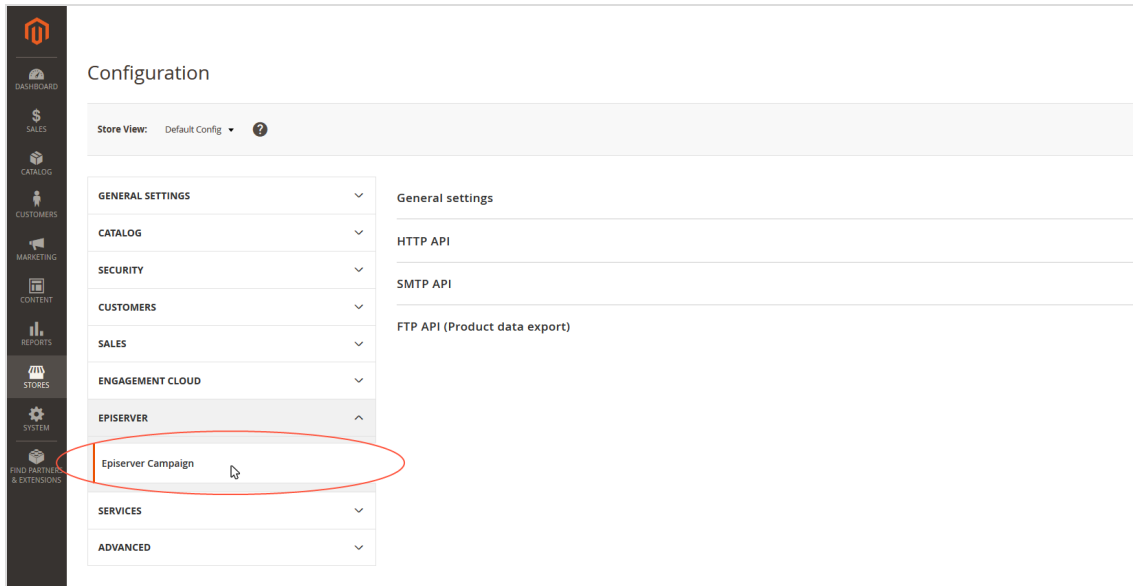 DASHBOARD
SALES
CATALOG
CUSTOMERS
MARKETING
CONTENT
REPORTS
STORES
SYSTEM
FIND PARTNERS
& EXTENSIONS
Configuration
Store View: Default Config ?
GENERAL SETTINGS
CATALOG
SECURITY
CUSTOMERS
SALES
ENGAGEMENT CLOUD
EPISERVER
Episerver Campaign
SERVICES
ADVANCED
General settings
HTTP API
SMTP API
FTP API (Product data export)